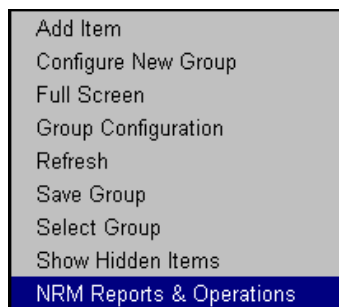 Add Item
Configure New Group
Full Screen
Group Configuration
Refresh
Save Group
Select Group
Show Hidden Items
NRM Reports & Operations